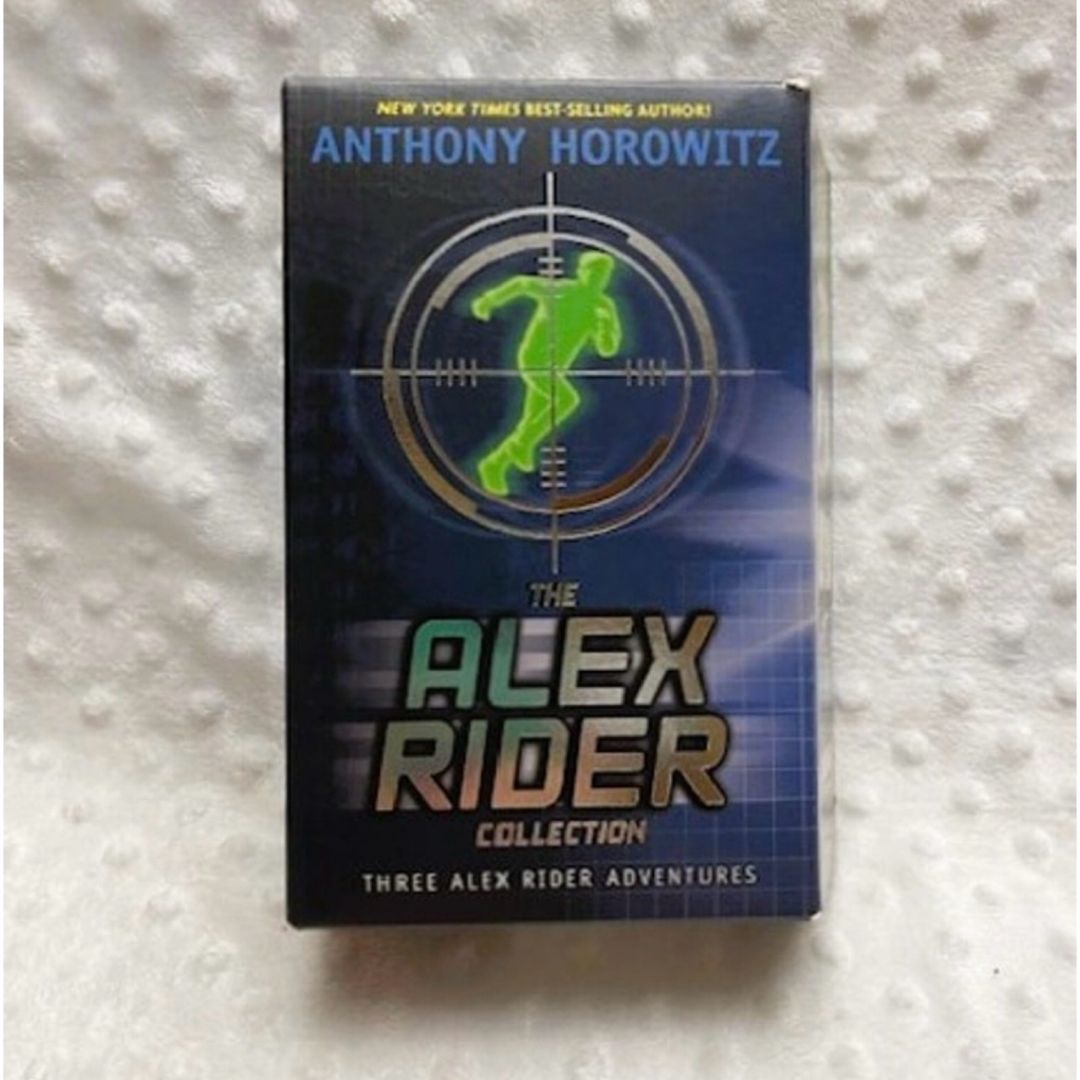 NEW YORK TIMES BEST-SELLING AUTHOR!
ANTHONY HOROWITZ
THE
ALEX
RIDER
COLLECTION
THREE ALEX RIDER ADVENTURES